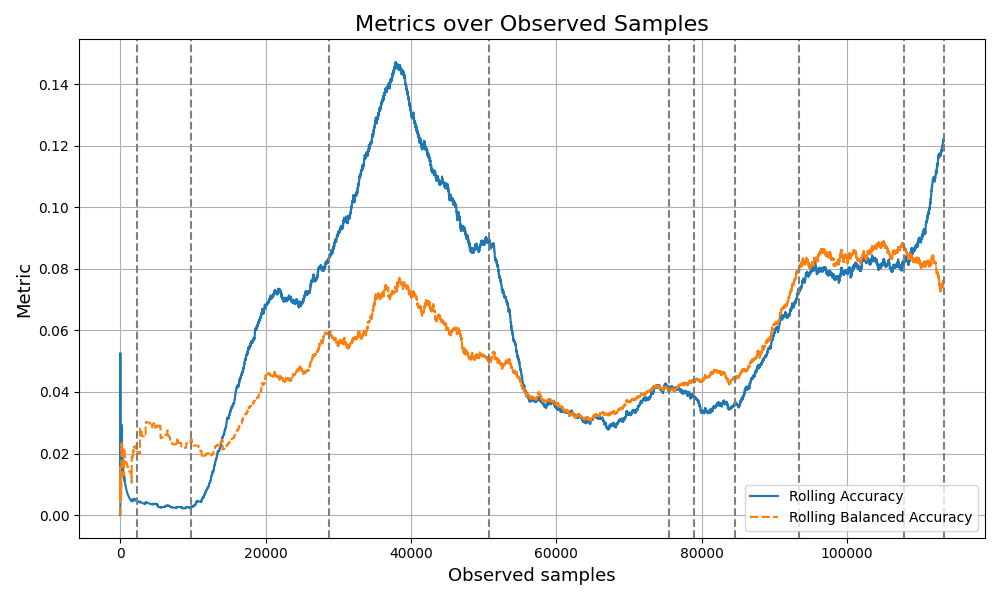 Metrics over Observed Samples
Metric
0.14
0.12
0.10
0.08
0.06
0.04
0.02
0.00
0
20000
40000
60000
80000
100000
Observed samples
Rolling Accuracy
Rolling Balanced Accuracy